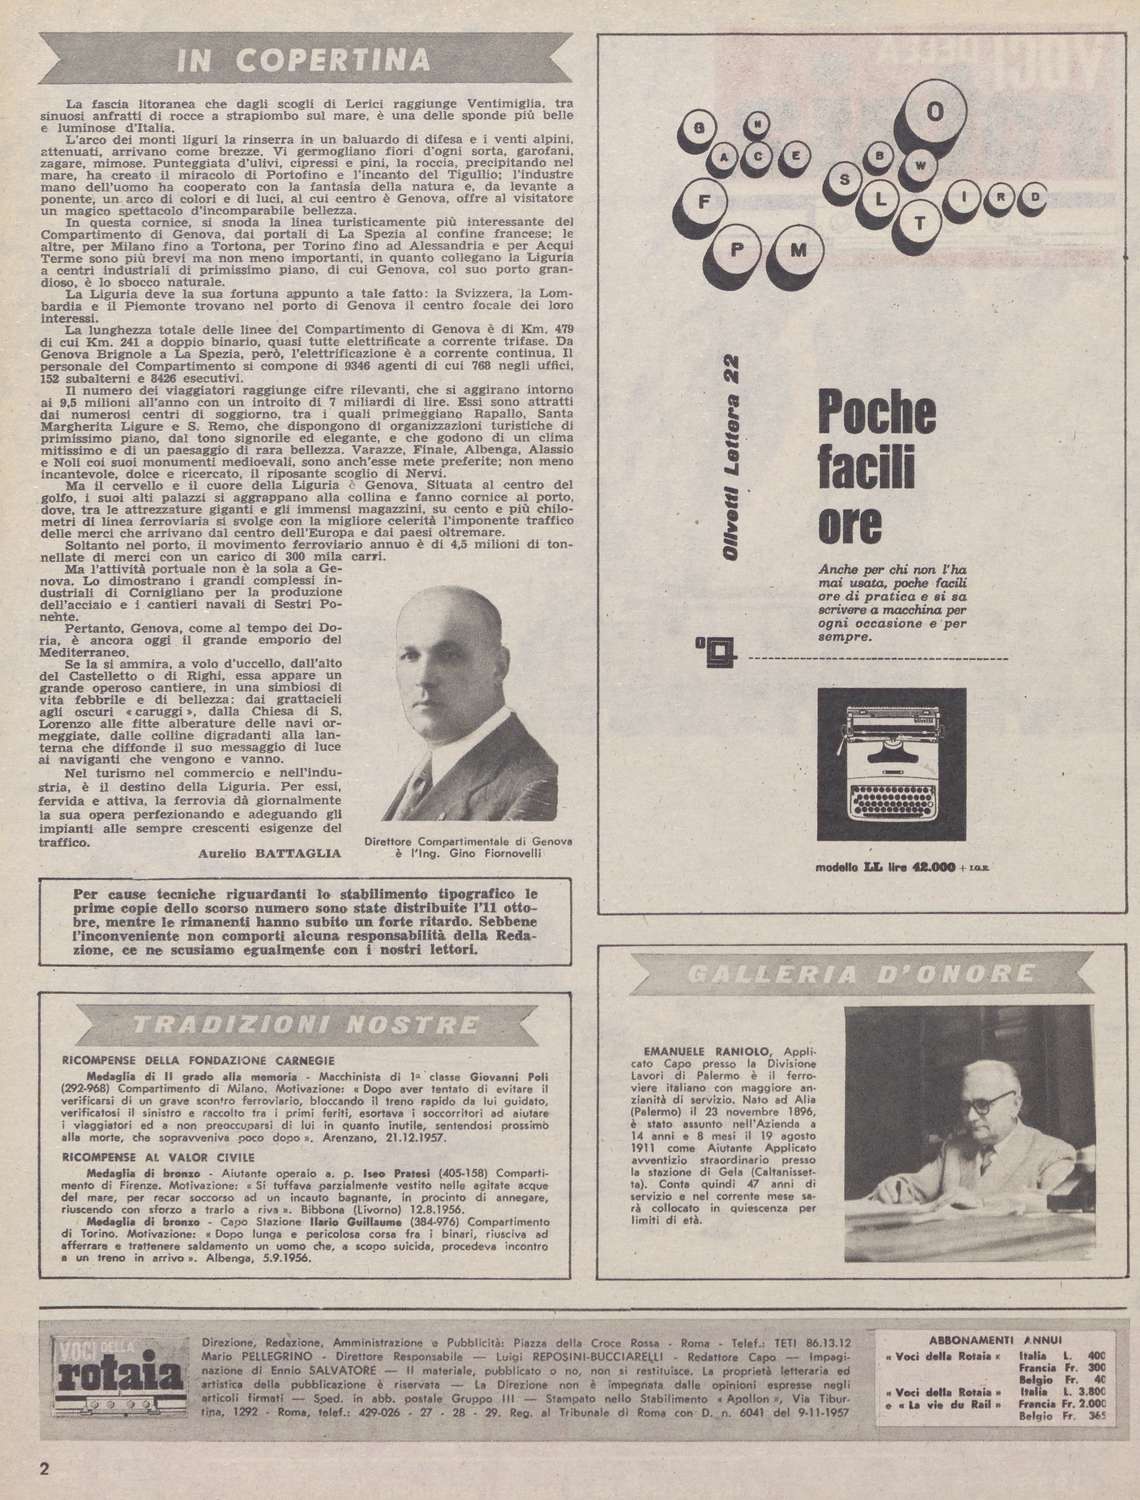 IN COPERTINA
La fascia litoranea che dagli scogli di Lerici raggiunge Ventimiglia, tra
sinuosi anfratti di rocce a strapiombo sul mare, è una delle sponde più belle
e luminose d'Italia.
L'arco dei monti liguri la rinserra in un baluardo di difesa e i venti alpini,
attenuati, arrivano come brezze. Vi germogliano fiori d'ogni sorta, garofani,
zagare, mimose. Punteggiata d'ulivi, cipressi e pini, la roccia, precipitando nel
mare, ha creato il miracolo di Portofino e l'incanto del Tigullio; l'industre
mano dell'uomo ha cooperato con la fantasia della natura e, da levante a
ponente, un arco di colori e di luci, al cui centro è Genova, offre al visitatore
un magico spettacolo d'incomparabile bellezza.
In questa cornice, si snoda la linea turisticamente più interessante del
Compartimento di Genova, dai portali di La Spezia al confine francese; le
altre, per Milano fino a Tortona, per Torino fino ad Alessandria e per Acqui
Terme sono più brevi ma non meno importanti, in quanto collegano la Liguria
a centri industriali di primissimo piano, di cui Genova, col suo porto gran-
dioso, è lo sbocco naturale.
La Liguria deve la sua fortuna appunto a tale fatto: la Svizzera, la Lom-
bardia e il Piemonte trovano nel porto di Genova il centro focale dei loro
interessi.
La lunghezza totale delle linee del Compartimento di Genova è di Km. 479
di cui Km. 241 a doppio binario, quasi tutte elettrificate a corrente trifase. Da
Genova Brignole a La Spezia, però, l'elettrificazione è a corrente continua. Il
personale del Compartimento si compone di 9346 agenti di cui 768 negli uffici,
152 subalterni e 8426 esecutivi.
Il numero dei viaggiatori raggiunge cifre rilevanti, che si aggirano intorno
ai 9,5 milioni all'anno con un introito di 7 miliardi di lire. Essi sono attratti
dai numerosi centri di soggiorno, tra i quali primeggiano Rapallo, Santa
Margherita Ligure e S. Remo, che dispongono di organizzazioni turistiche di
primissimo piano, dal tono signorile ed elegante, e che godono di un clima
mitissimo e di un paesaggio di rara bellezza. Varazze, Finale, Albenga, Alassio
e Noli coi suoi monumenti medioevali, sono anch'esse mete preferite; non meno
incantevole, dolce e ricercato, il riposante scoglio di Nervi.
Ma il cervello e il cuore della Liguria è Genova. Situata al centro del
golfo, i suoi alti palazzi si aggrappano alla collina e fanno cornice al porto,
dove, tra le attrezzature giganti e gli immensi magazzini, su cento e più chilo-
metri di linea ferroviaria si svolge con la migliore celerità l'imponente traffico
delle merci che arrivano dal centro dell'Europa e dai paesi oltremare.
Soltanto nel porto, il movimento ferroviario annuo è di 4,5 milioni di ton-
nellate di merci con un carico di 300 mila carri.
Ma l'attività portuale non è la sola a Ge-
nova. Lo dimostrano i grandi complessi in-
dustriali di Cornigliano per la produzione
dell'acciaio e i cantieri navali di Sestri Po-
nente.
Pertanto, Genova, come al tempo dei Do-
ria, è ancora oggi il grande emporio del
Mediterraneo.
Se la si ammira, a volo d'uccello, dall'alto
del Castelletto o di Righi, essa appare un
grande operoso cantiere, in una simbiosi di
vita febbrile e di bellezza: dai grattacieli
agli oscuri « caruggi », dalla Chiesa di S.
Lorenzo alle fitte alberature delle navi or-
meggiate, dalle colline digradanti alla lan-
terna che diffonde il suo messaggio di luce
ai naviganti che vengono e vanno.
Nel turismo nel commercio e nell'indu-
stria, è il destino della Liguria. Per essi,
fervida e attiva, la ferrovia dà giornalmente
la sua opera perfezionando e adeguando gli
impianti alle sempre crescenti esigenze del
traffico.
Aurelio BATTAGLIA
Direttore Compartimentale di Genova
è l'Ing. Gino Fiornovelli
Per cause tecniche riguardanti lo stabilimento tipografico le
prime copie dello scorso numero sono state distribuite l'11 otto-
bre, mentre le rimanenti hanno subito un forte ritardo. Sebbene
l'inconveniente non comporti alcuna responsabilità della Reda-
zione, ce ne scusiamo egualmente con i nostri lettori.
TRADIZIONI NOSTRE
RICOMPENSE DELLA FONDAZIONE CARNEGIE
Medaglia di II grado alla memoria - Macchinista di 1ª classe Giovanni Poli
(292-968) Compartimento di Milano. Motivazione: « Dopo aver tentato di evitare il
verificarsi di un grave scontro ferroviario, bloccando il treno rapido da lui guidato,
verificatosi il sinistro e raccolto fra i primi feriti, esortava i soccorritori ad aiutare
i viaggiatori ed a non preoccuparsi di lui in quanto inutile, sentendosi prossimo
alla morte, che sopravveniva poco dopo ». Arenzano, 21.12.1957.
RICOMPENSE AL VALOR CIVILE
Medaglia di bronzo - Aiutante operaio a. p. Iseo Pratesi (405-158) Comparti-
mento di Firenze. Motivazione: « Si tuffava parzialmente vestito nelle agitate acque
del mare, per recar soccorso ad un incauto bagnante, in procinto di annegare,
riuscendo con sforzo a trarlo a riva ». Bibbona (Livorno) 12.8.1956.
Medaglia di bronzo - Capo Stazione Ilario Guillaume (384-976) Compartimento
di Torino. Motivazione: « Dopo lunga e pericolosa corsa fra i binari, riusciva ad
afferrare e trattenere saldamente un uomo che, a scopo suicida, procedeva incontro
a un treno in arrivo ». Albenga, 5.9.1956.
G N O
A C E B W
F S L I R D
P M T
Olivetti Lettera 22
Poche
facili
ore
Anche per chi non l'ha
mai usata, poche facili
ore di pratica e si sa
scrivere a macchina per
ogni occasione e per
sempre.
olivetti
modello LL lire 42.000 + I.G.E.
GALLERIA D'ONORE
EMANUELE RANIOLO, Appli-
cato Capo presso la Divisione
Lavori di Palermo è il ferro-
viere italiano con maggiore an-
zianità di servizio. Nato ad Alia
(Palermo) il 23 novembre 1896,
è stato assunto nell'Azienda a
14 anni e 8 mesi il 19 agosto
1911 come Aiutante Applicato
avventizio straordinario presso
la stazione di Gela (Caltanisset-
ta). Conta quindi 47 anni di
servizio e nel corrente mese sa-
rà collocato in quiescenza per
limiti di età.
VOCI DELLA
rotaia
Direzione, Redazione, Amministrazione e Pubblicità: Piazza della Croce Rossa - Roma - Telef.: TETI 86.13.12
Mario PELLEGRINO - Direttore Responsabile — Luigi REPOSINI-BUCCIARELLI - Redattore Capo — Impagi-
nazione di Ennio SALVATORE — Il materiale, pubblicato o no, non si restituisce. La proprietà letteraria ed
artistica della pubblicazione è riservata — La Direzione non è impegnata dalle opinioni espresse negli
articoli firmati — Sped. in abb. postale Gruppo III — Stampato nello Stabilimento « Apollon », Via Tibur-
tina, 1292 - Roma, telef.: 429-026 - 27 - 28 - 29. Reg. al Tribunale di Roma con D. n. 6041 del 9-11-1957
ABBONAMENTI ANNUI
« Voci della Rotaia » Italia L. 400
Francia Fr. 300
Belgio Fr. 40
« Voci della Rotaia » Italia L. 3.800
e « La vie du Rail » Francia Fr. 2.000
Belgio Fr. 365
2